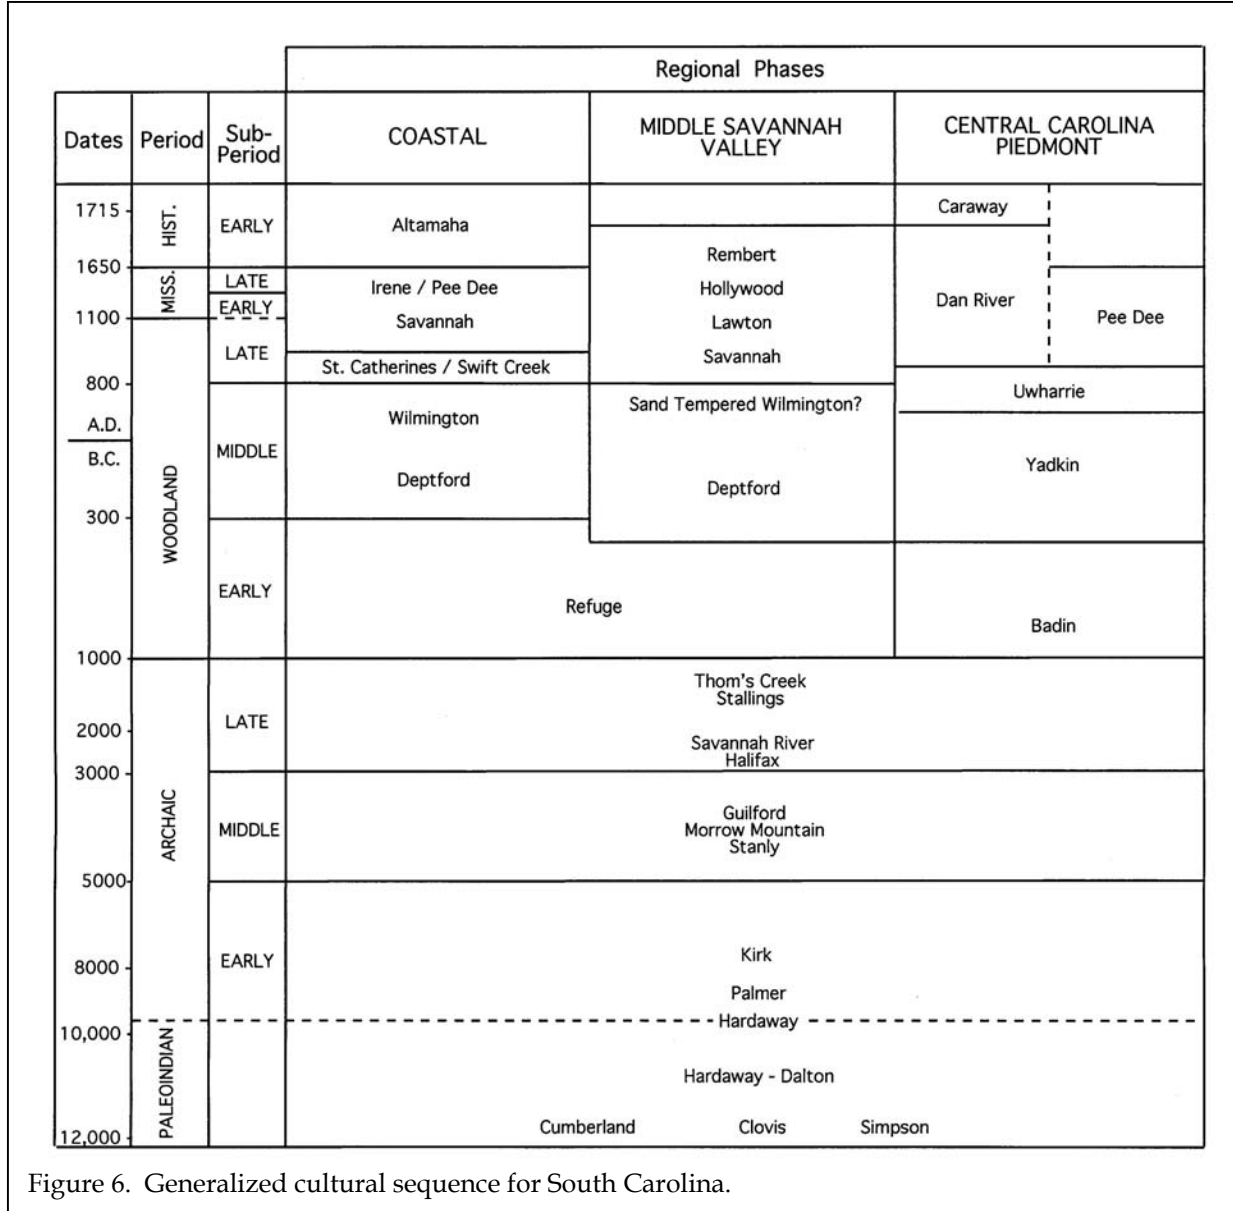 Regional Phases
Dates
Period
Sub-
Period
COASTAL
MIDDLE SAVANNAH
VALLEY
CENTRAL CAROLINA
PIEDMONT
1715
HIST.
EARLY
Altamaha
Caraway
Rembert
1650
MISS.
LATE
Irene / Pee Dee
Hollywood
Dan River
EARLY
1100
Savannah
Lawton
Pee Dee
LATE
St. Catherines / Swift Creek
Savannah
800
Uwharrie
A.D.
B.C.
WOODLAND
MIDDLE
Wilmington
Sand Tempered Wilmington?
Yadkin
Deptford
Deptford
300
EARLY
Refuge
Badin
1000
ARCHAIC
LATE
Thom's Creek
Stallings
2000
Savannah River
Halifax
3000
MIDDLE
Guilford
Morrow Mountain
Stanly
5000
EARLY
Kirk
8000
Palmer
Hardaway
10,000
PALEOINDIAN
Hardaway - Dalton
Cumberland Clovis Simpson
12,000
Figure 6. Generalized cultural sequence for South Carolina.